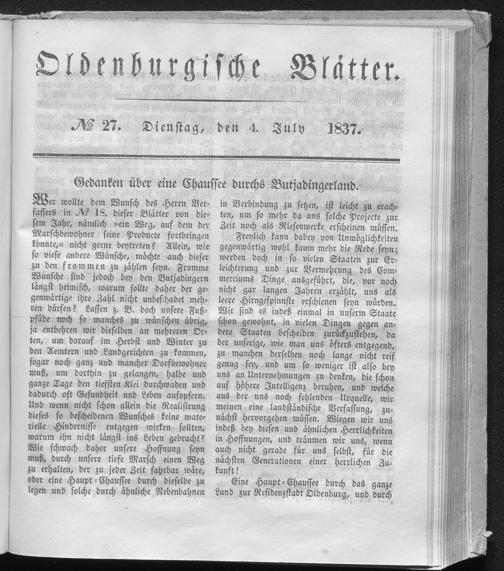 Oldenburgische Blätter.
№ 27. Dienstag, den 4. July 1837.
Gedanken über eine Chaussee durchs Butjadingerland.
Wer wollte dem Wunsch des Herrn Ver-
fassers in № 18. dieser Blätter von die-
sem Jahr, nämlich »ein Weg, auf dem der
Marschbewohner seine Producte fortbringen
könnte,« nicht gerne beytreten? Allein, wie
so viele andere Wünsche, möchte auch dieser
zu den frommen zu zählen seyn. Fromme
Wünsche sind jedoch bey den Butjadingern
längst heimisch, warum sollte daher der ge-
genwärtige ihre Zahl nicht unbeschadet meh-
ren dürfen? Lassen z. B. doch unsere Fuß-
pfade noch so manches zu wünschen übrig,
ja entbehren wir dieselben an mehreren Or-
ten, um darauf im Herbst und Winter zu
den Aemtern und Landgerichten zu kommen,
sogar noch ganz und mancher Dorfbewohner
muß, um dorthin zu gelangen, halbe und
ganze Tage den tiefsten Klei durchwaden und
dadurch oft Gesundheit und Leben aufopfern.
Und wenn nicht schon allein die Realisirung
dieses so bescheidenen Wunsches keine mate-
rielle Hindernisse entgegen wirken sollten,
warum ihn nicht längst ins Leben gebracht?
Wie schwach daher unsere Hoffnung seyn
muß, durch unsere tiefe Marsch einen Weg
zu erhalten, der zu jeder Zeit fahrbar wäre,
oder eine Haupt-Chaussee durch dieselbe zu
legen und solche durch ähnliche Nebenbahnen
in Verbindung zu setzen, ist leicht zu erach-
ten, um so mehr da uns solche Projecte zur
Zeit noch als Riesenwerke erscheinen müssen.
Freylich kann dabey von Unmöglichkeiten
gegenwärtig wohl kaum mehr die Rede seyn;
werden doch in so vielen Staaten zur Er-
leichterung und zur Vermehrung des Com-
merciums Dinge ausgeführt, die, vor noch
nicht gar langen Jahren erzählt, uns als
leere Hirngespinnste erschienen seyn würden.
Wir sind es indeß einmal in unserm Staate
schon gewohnt, in vielen Dingen gegen an-
dere Staaten bescheiden zurückzustehen, da
der unserige, wie man uns öfters entgegend,
zu manchen derselben noch lange nicht reif
genug sey, und um so weniger ist also bey
uns an Unternehmungen zu denken, die schon
auf höhere Intelligenz beruhen, und welche
aus der uns noch fehlenden Urquelle, wir
meinen eine landständische Verfassung, zu-
nächst hervorgehen müssen. Wiegen wir uns
indeß bey diesen und ähnlichen Herrlichkeiten
in Hoffnungen, und träumen wir uns, wenn
auch nicht gerade für uns selbst, für die
nächsten Generationen einer herrlichen Zu-
kunft!
Eine Haupt-Chaussee durch das ganze
Land zur Residenzstadt Oldenburg, und durch